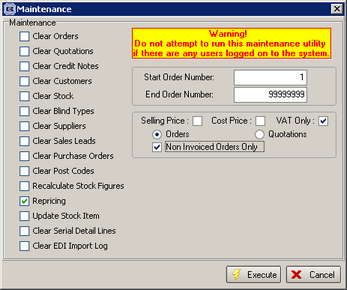 Maintenance
Maintenance
Clear Orders
Clear Quotations
Clear Credit Notes
Clear Customers
Clear Stock
Clear Blind Types
Clear Suppliers
Clear Sales Leads
Clear Purchase Orders
Clear Post Codes
Recalculate Stock Figures
Repricing
Update Stock Item
Clear Serial Detail Lines
Clear EDI Import Log
Warning!
Do not attempt to run this maintenance utility
if there are any users logged on to the system.
Start Order Number: 1
End Order Number: 99999999
Selling Price : Cost Price : VAT Only :
Orders Quotations
Non Invoiced Orders Only
Execute Cancel